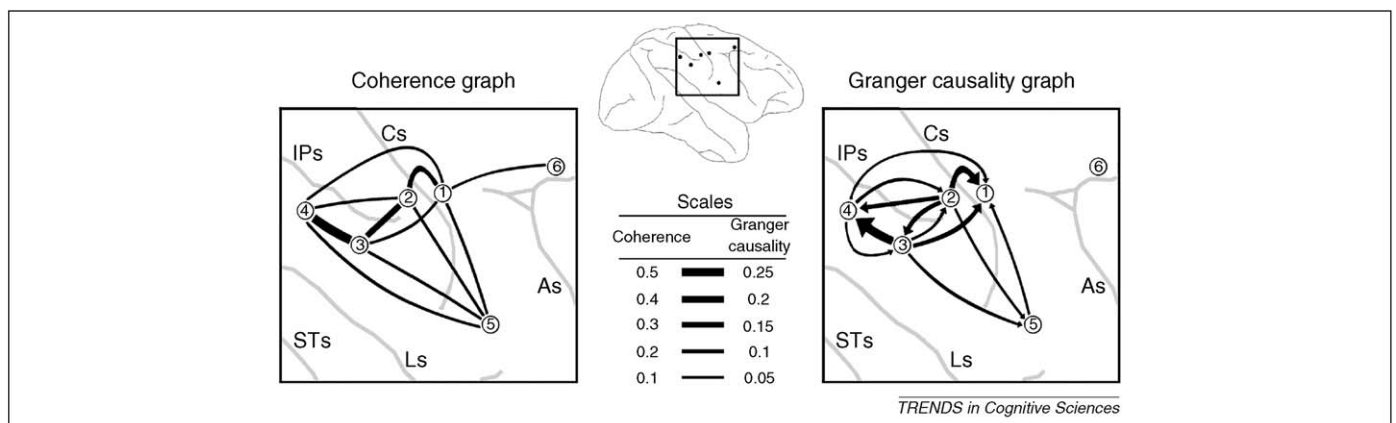 Coherence graph
Cs
IPs
6
1
2
4
3
5
As
STs
Ls
Scales
Coherence Granger causality
0.5 0.25
0.4 0.2
0.3 0.15
0.2 0.1
0.1 0.05
Granger causality graph
Cs
IPs
6
1
2
4
3
5
As
STs
Ls
TRENDS in Cognitive Sciences